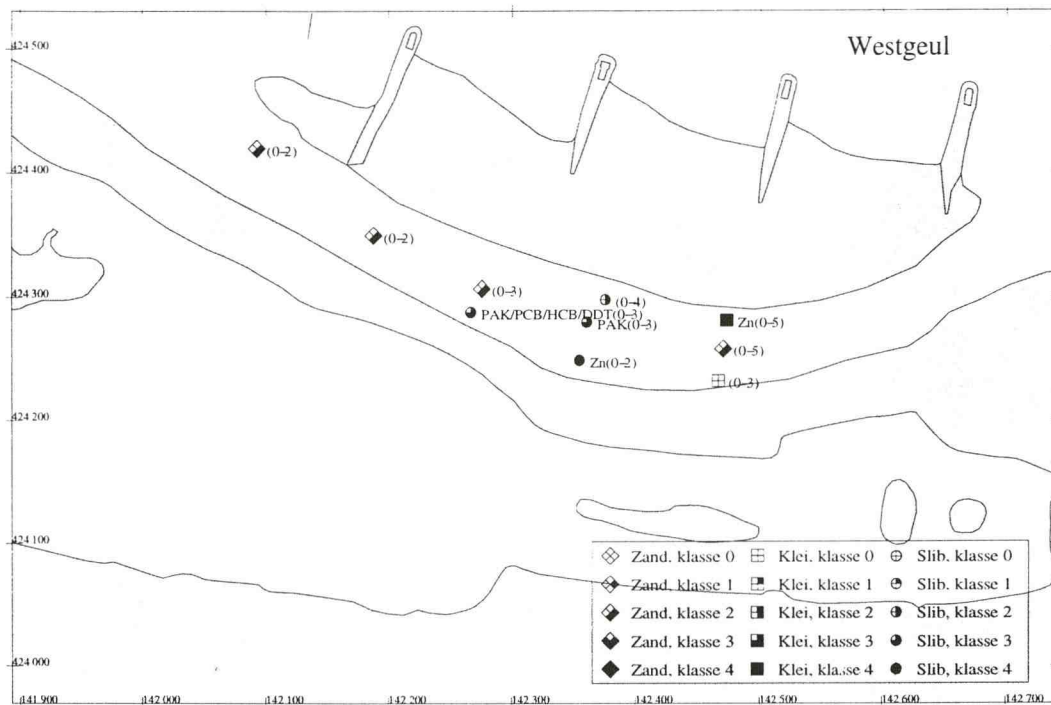 Westgeul
424 500
424 400
424 300
424 200
424 100
424 000
(0–2)
(0–2)
(0–3)
(0–4)
PAK/PCB/HCB/DDT(0–3)
PAK(0–3)
Zn(0–5)
(0–5)
Zn(0–2)
(0–3)
Zand, klasse 0 Klei, klasse 0 Slib, klasse 0
Zand, klasse 1 Klei, klasse 1 Slib, klasse 1
Zand, klasse 2 Klei, klasse 2 Slib, klasse 2
Zand, klasse 3 Klei, klasse 3 Slib, klasse 3
Zand, klasse 4 Klei, klasse 4 Slib, klasse 4
141 900 142 000 142 100 142 200 142 300 142 400 142 500 142 600 142 700